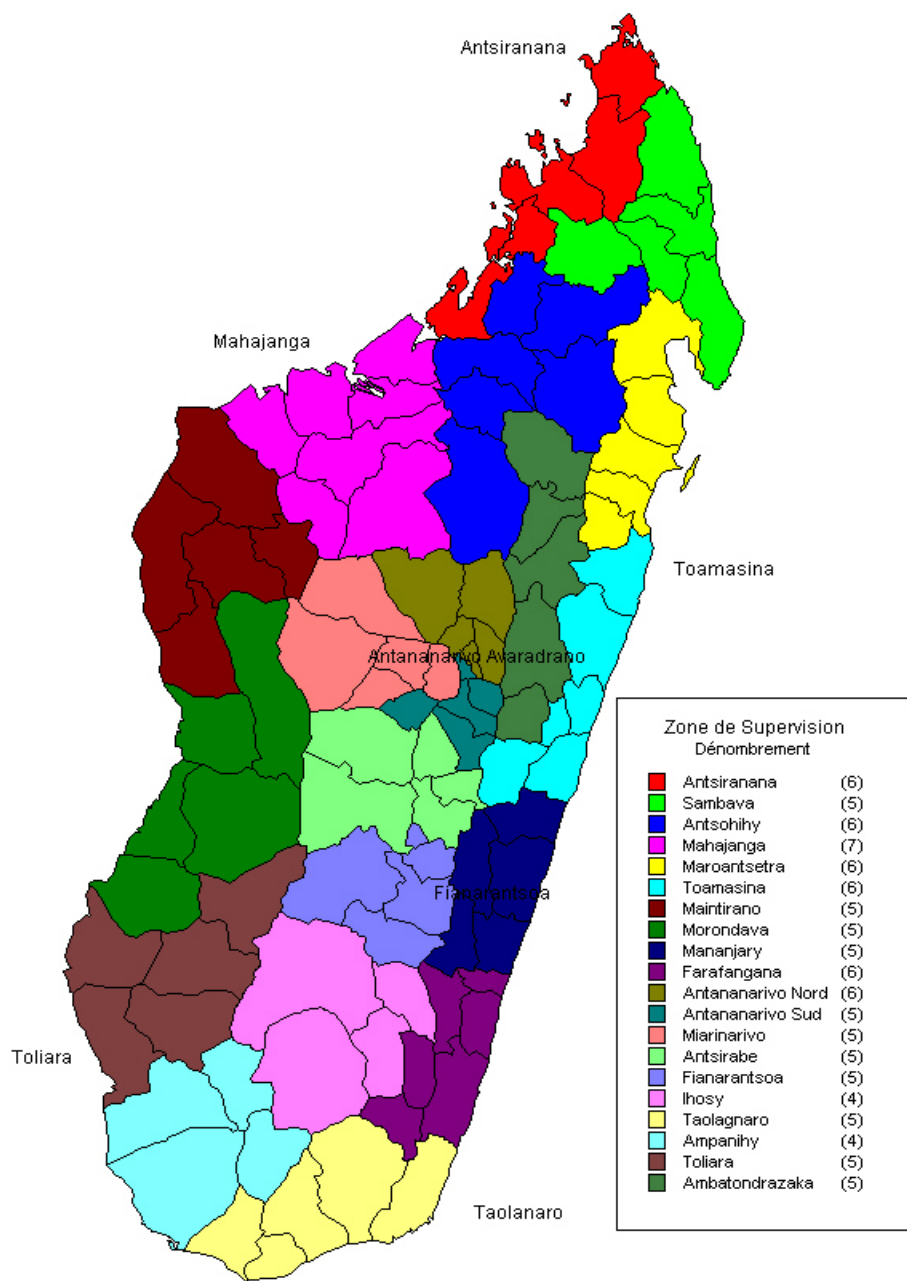 Antsiranana
Mahajanga
Toamasina
Antananarivo Avaradrano
Fianarantsoa
Toliara
Taolanaro
Zone de Supervision
Dénombrement
Antsiranana (6)
Sambava (5)
Antsohihy (6)
Mahajanga (7)
Maroantsetra (6)
Toamasina (6)
Maintirano (5)
Morondava (5)
Mananjary (5)
Farafangana (6)
Antananarivo Nord (6)
Antananarivo Sud (5)
Miarinarivo (5)
Antsirabe (5)
Fianarantsoa (5)
Ihosy (4)
Taolagnaro (5)
Ampanihy (4)
Toliara (5)
Ambatondrazaka (5)